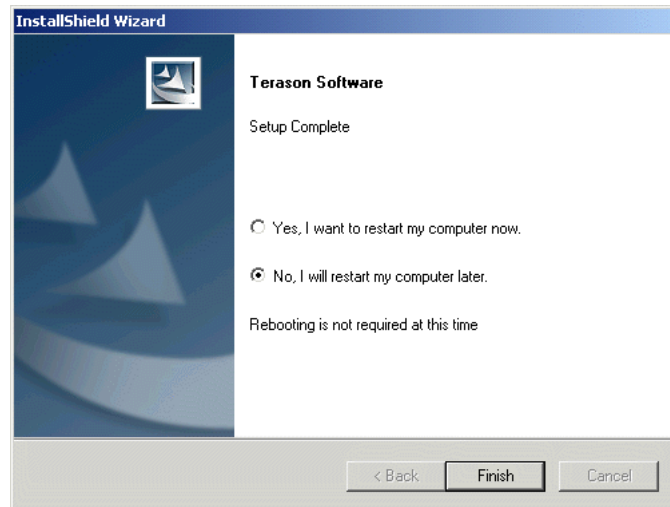 InstallShield Wizard
Terason Software
Setup Complete
Yes, I want to restart my computer now.
No, I will restart my computer later.
Rebooting is not required at this time
< Back
Finish
Cancel